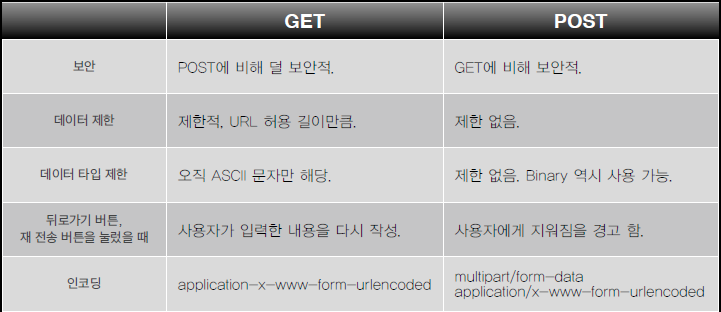 GET POST
보안 POST에 비해 덜 보안적. GET에 비해 보안적.
데이터 제한 제한적, URL 허용 길이만큼. 제한 없음.
데이터 타입 제한 오직 ASCII 문자만 해당. 제한 없음. Binary 역시 사용 가능.
뒤로가기 버튼,
재 전송 버튼을 눌렀을 때 사용자가 입력한 내용을 다시 작성. 사용자에게 지워짐을 경고 함.
인코딩 application-x-www-form-urlencoded multipart/form-data
application/x-www-form-urlencoded